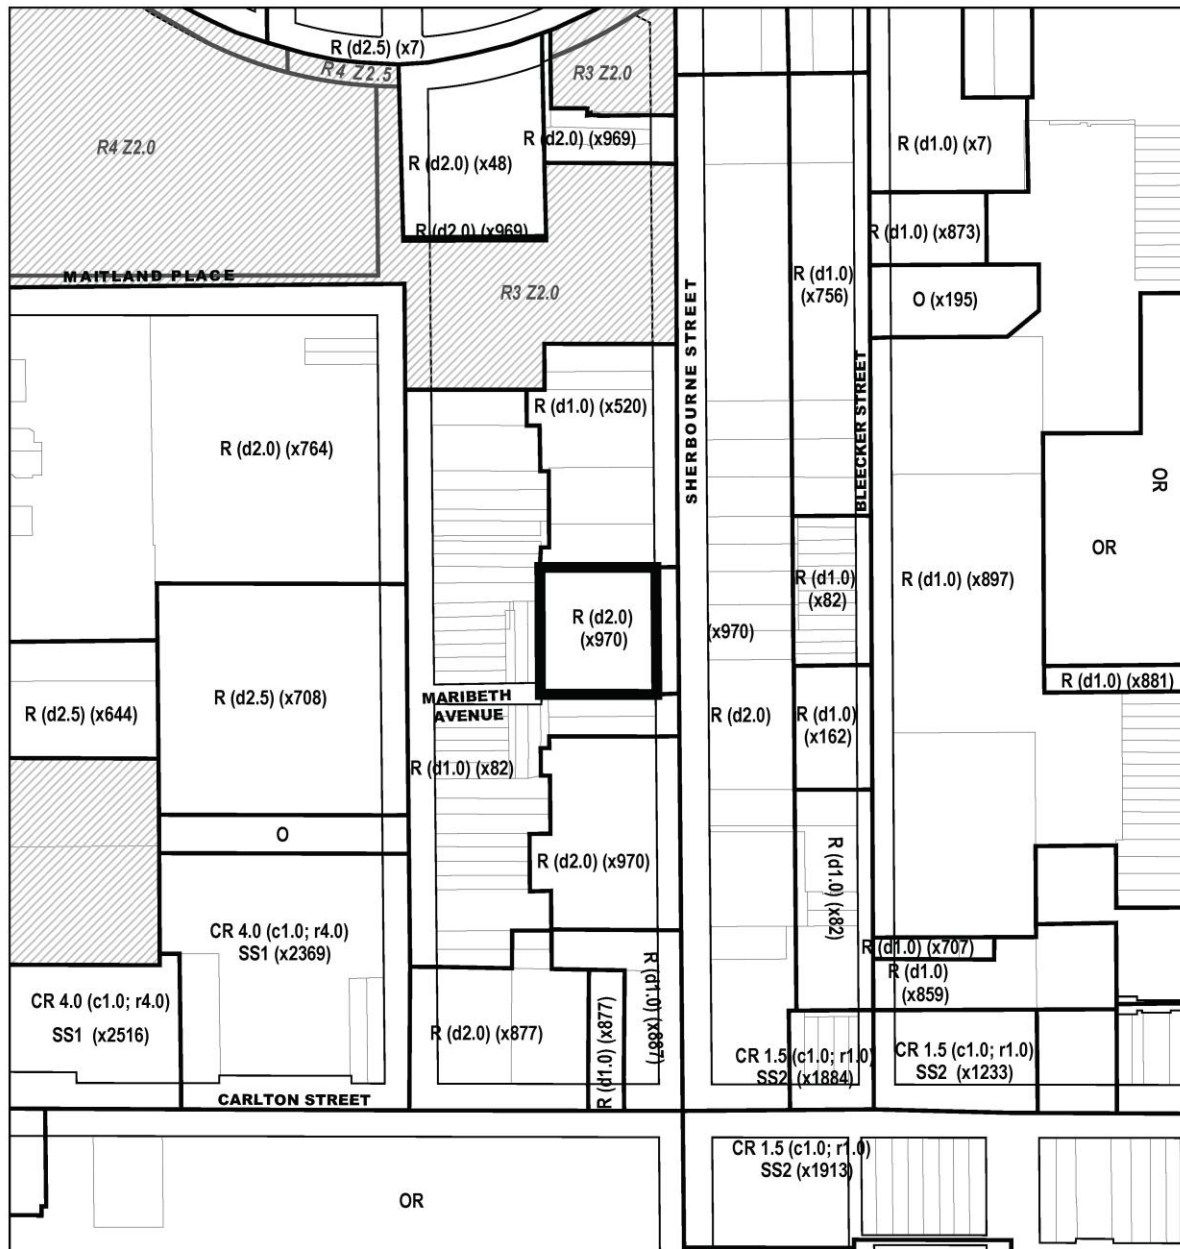 R (d2.5) (x7)
R4 Z2.5
R3 Z2.0
R4 Z2.0
R (d2.0) (x48)
R (d2.0) (x969)
R (d1.0) (x7)
R (d2.0) (x969)
R (d1.0) (x873)
MAITLAND PLACE
R3 Z2.0
R (d1.0)
(x756)
O (x195)
SHERBOURNE STREET
BLEECKER STREET
R (d1.0) (x520)
R (d2.0) (x764)
OR
OR
R (d2.0)
(x970)
R (d1.0)
(x82)
R (d1.0) (x897)
(x970)
R (d1.0) (x881)
R (d2.5) (x644)
R (d2.5) (x708)
MARIBETH
AVENUE
R (d2.0)
R (d1.0)
(x162)
R (d1.0) (x82)
O
R (d2.0) (x970)
R (d1.0) (x82)
CR 4.0 (c1.0; r4.0)
SS1 (x2369)
R (d1.0) (x707)
R (d1.0)
(x859)
CR 4.0 (c1.0; r4.0)
SS1 (x2516)
R (d2.0) (x877)
R (d1.0) (x877)
R (d1.0) (x887)
CR 1.5 (c1.0; r1.0)
SS2 (x1884)
CR 1.5 (c1.0; r1.0)
SS2 (x1233)
CARLTON STREET
CR 1.5 (c1.0; r1.0)
SS2 (x1913)
OR